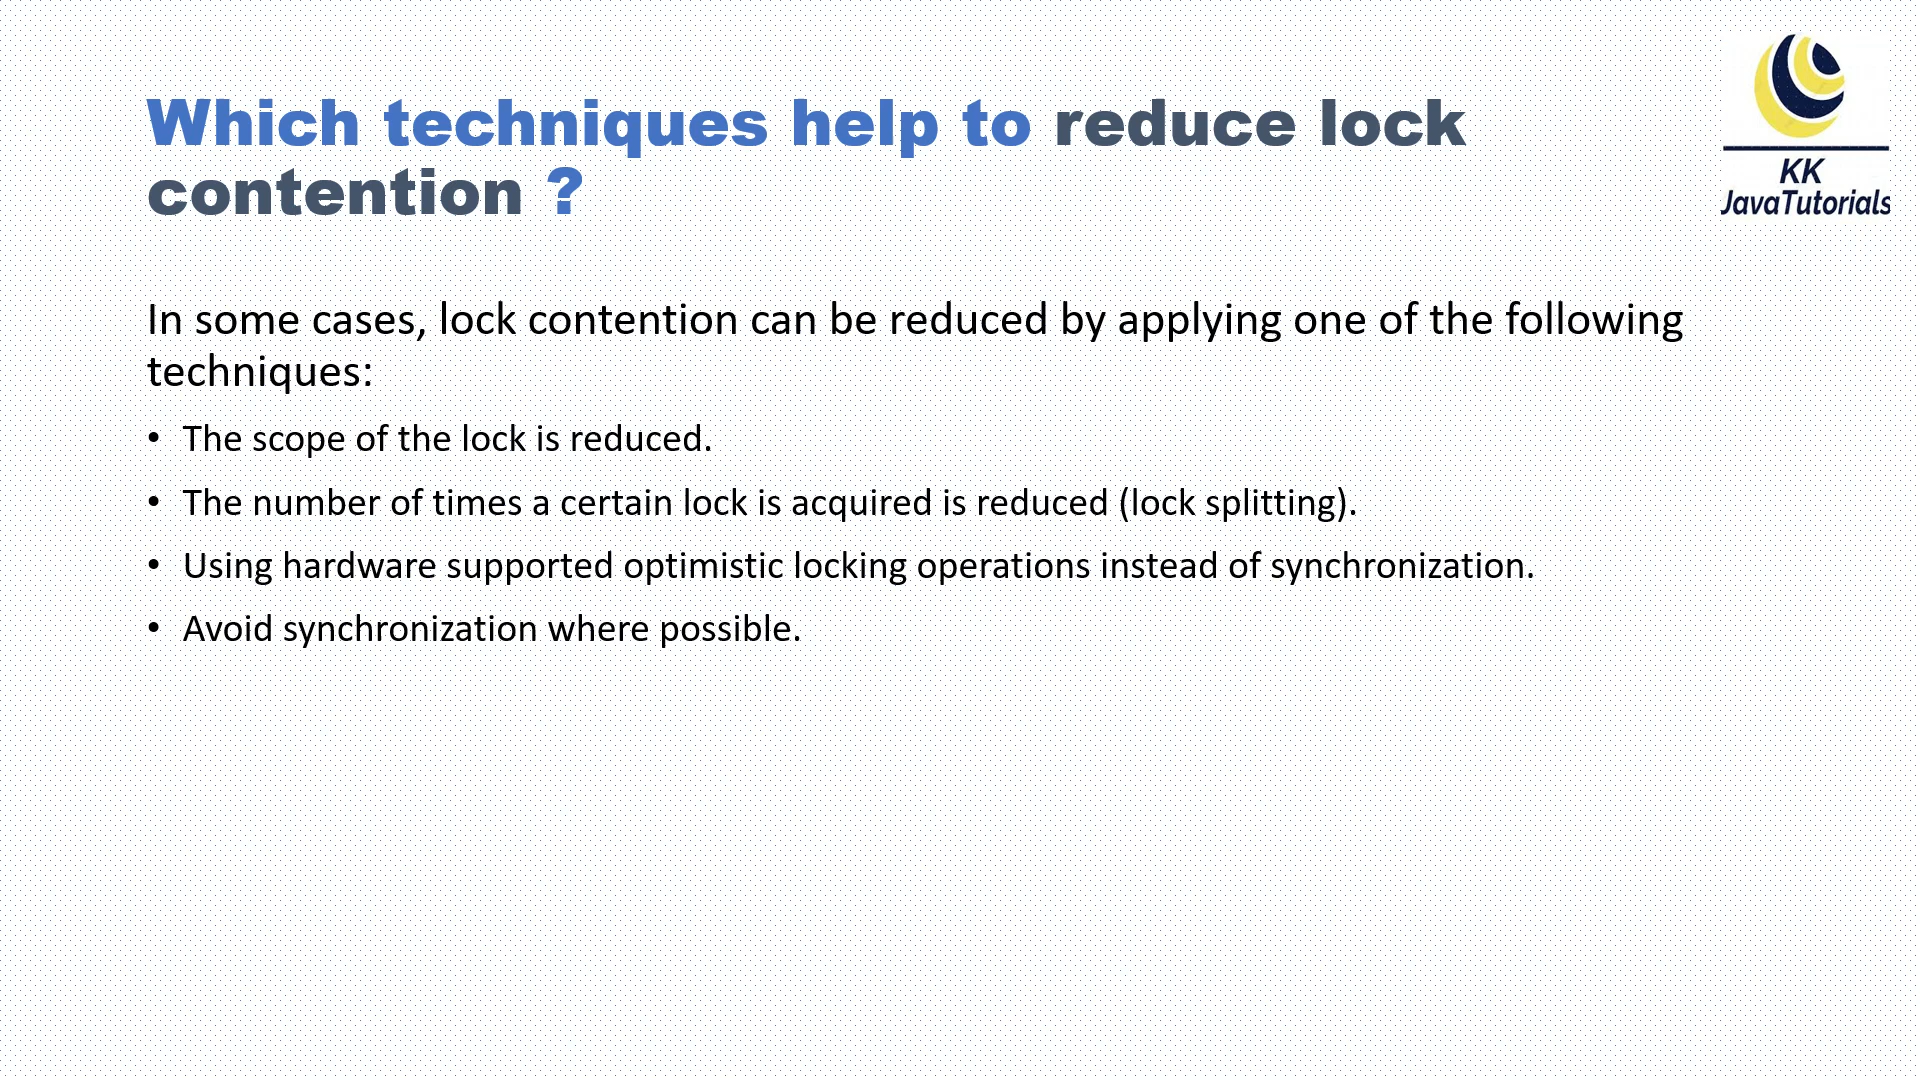 Which techniques help to reduce lock
contention ?
KK
JavaTutorials
In some cases, lock contention can be reduced by applying one of the following
techniques:
• The scope of the lock is reduced.
• The number of times a certain lock is acquired is reduced (lock splitting).
• Using hardware supported optimistic locking operations instead of synchronization.
• Avoid synchronization where possible.